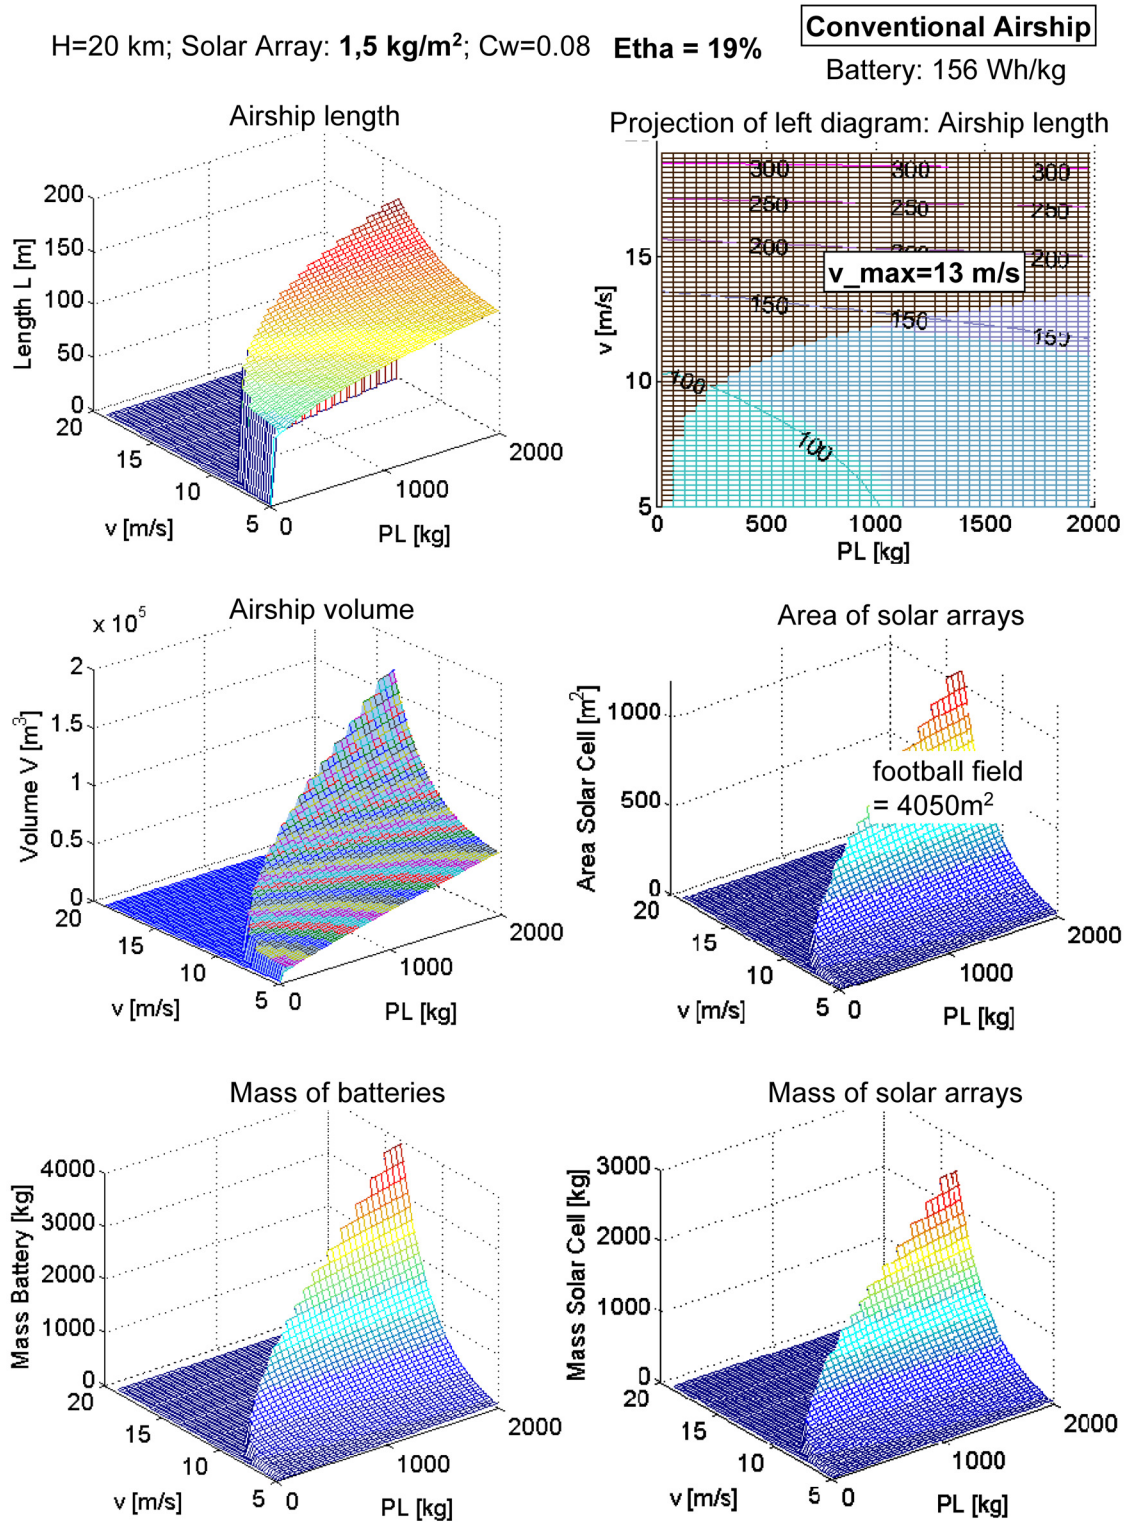 H=20 km; Solar Array: 1,5 kg/m²; Cw=0.08 Etha = 19%
Conventional Airship
Battery: 156 Wh/kg
Airship length
200
150
100
50
0
Length L [m]
20
15
10
5
v [m/s]
0
1000
2000
PL [kg]
Projection of left diagram: Airship length
300 300 300
250 250 250
200 200
v_max=13 m/s
150 150 150
100
100
15
10
5
v [m/s]
0 500 1000 1500 2000
PL [kg]
Airship volume
x 10⁵
2
1.5
1
0.5
0
Volume V [m³]
20
15
10
5
v [m/s]
0
1000
2000
PL [kg]
Area of solar arrays
1000
500
0
Area Solar Cell [m²]
football field
= 4050m²
20
15
10
5
v [m/s]
0
1000
2000
PL [kg]
Mass of batteries
4000
3000
2000
1000
0
Mass Battery [kg]
20
15
10
5
v [m/s]
0
1000
2000
PL [kg]
Mass of solar arrays
3000
2000
1000
0
Mass Solar Cell [kg]
20
15
10
5
v [m/s]
0
1000
2000
PL [kg]